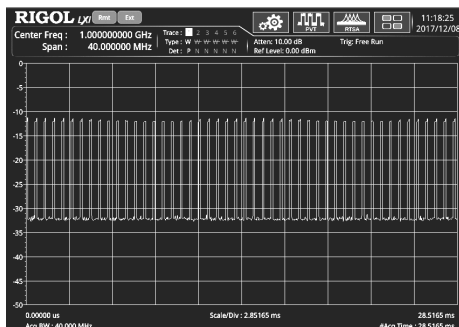 RIGOL LXI Rmt Ext
11:18:25
2017/12/08
Center Freq : 1.000000000 GHz
Span : 40.000000 MHz
Trace : 1 2 3 4 5 6
Type : W W W W W W
Det : P N N N N N
PVT
RTSA
Atten: 10.00 dB
Ref Level: 0.00 dBm
Trig: Free Run
0
-5
-10
-15
-20
-25
-30
-35
-40
-45
-50
0.00000 us
Scale/Div : 2.85165 ms
28.5165 ms
Acq BW : 40.000 MHz
#Acq Time : 28.5165 ms